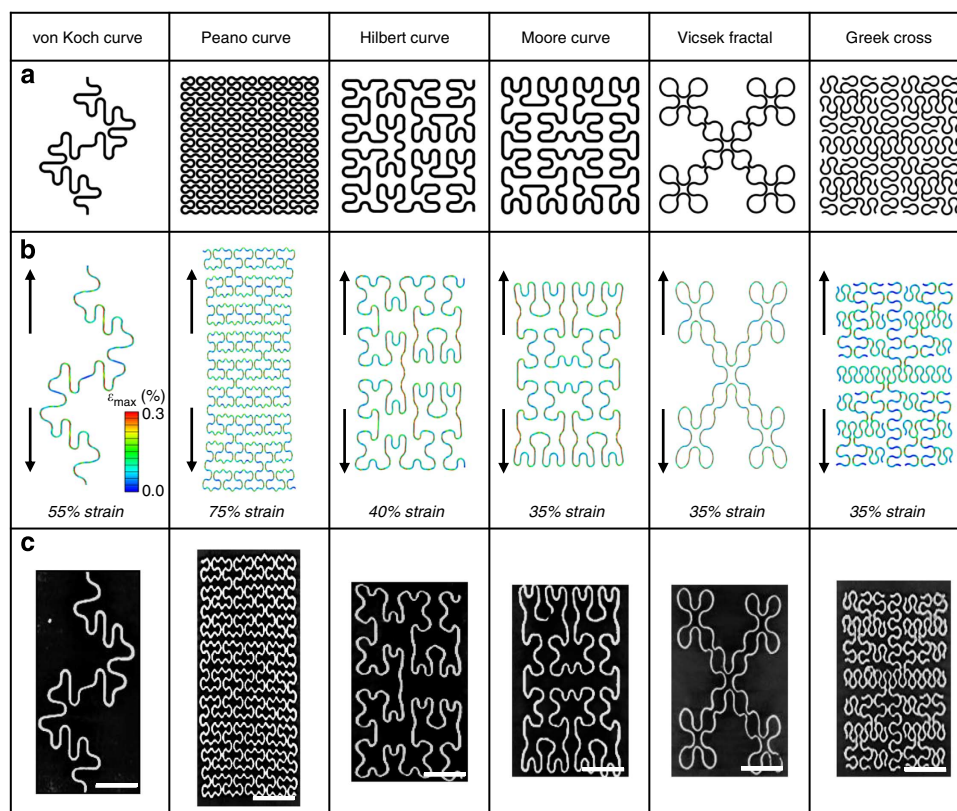 von Koch curve
Peano curve
Hilbert curve
Moore curve
Vicsek fractal
Greek cross
a
b
εmax (%)
0.3
0.0
55% strain
75% strain
40% strain
35% strain
35% strain
35% strain
c